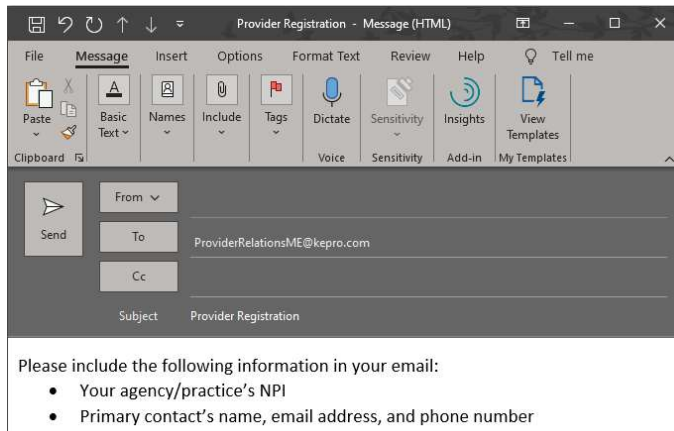 Provider Registration - Message (HTML)
File Message Insert Options Format Text Review Help Tell me
Paste Basic Text Names Include Tags Dictate Sensitivity Insights View Templates
Clipboard Voice Sensitivity Add-in My Templates
From
Send To ProviderRelationsME@kepro.com
Cc
Subject Provider Registration
Please include the following information in your email:
• Your agency/practice's NPI
• Primary contact's name, email address, and phone number